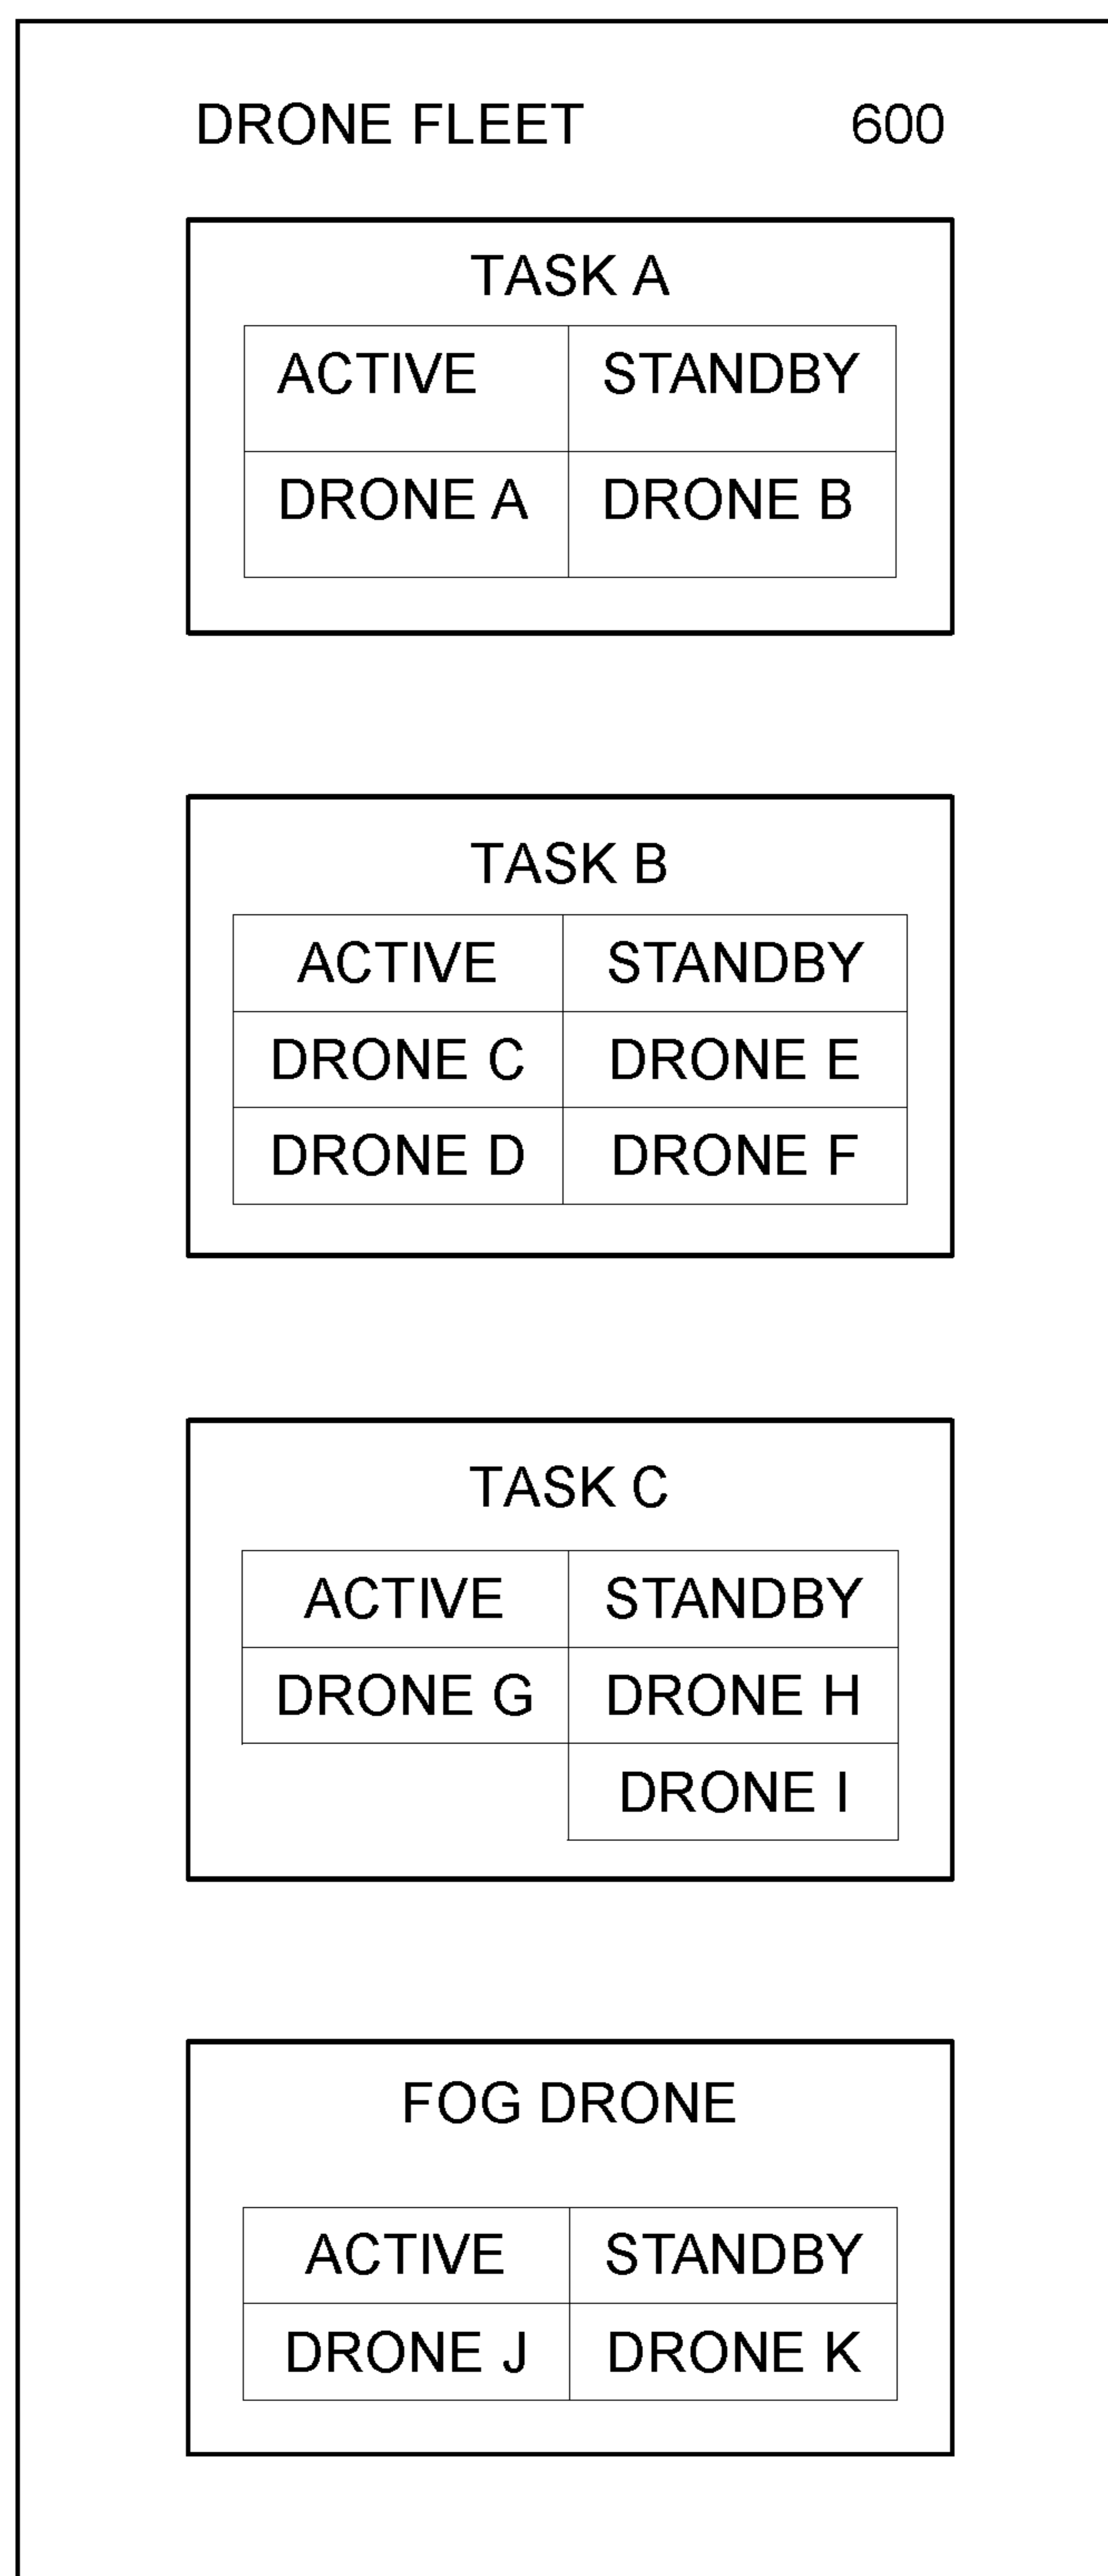 DRONE FLEET 600
TASK A
ACTIVE STANDBY
DRONE A DRONE B
TASK B
ACTIVE STANDBY
DRONE C DRONE E
DRONE D DRONE F
TASK C
ACTIVE STANDBY
DRONE G DRONE H
DRONE I
FOG DRONE
ACTIVE STANDBY
DRONE J DRONE K